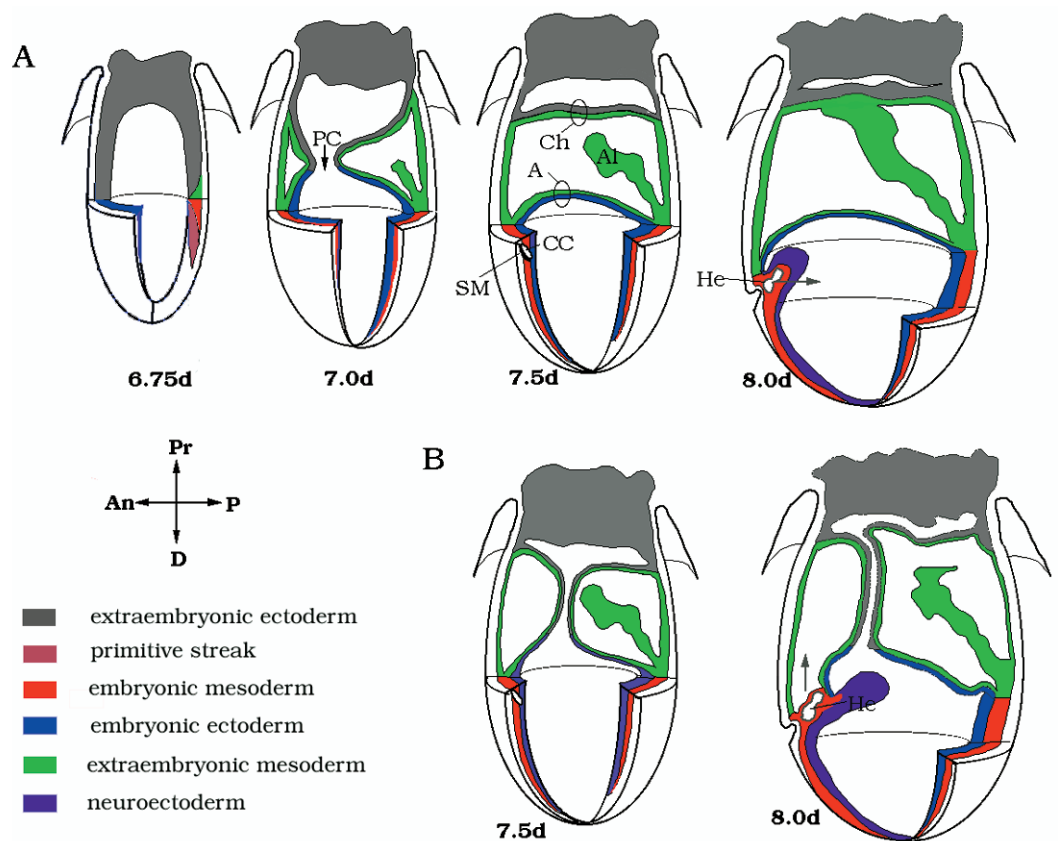 A
PC
Ch
Al
A
CC
SM
He
6.75d
7.0d
7.5d
8.0d
Pr
An
P
D
B
He
7.5d
8.0d
extraembryonic ectoderm
primitive streak
embryonic mesoderm
embryonic ectoderm
extraembryonic mesoderm
neuroectoderm